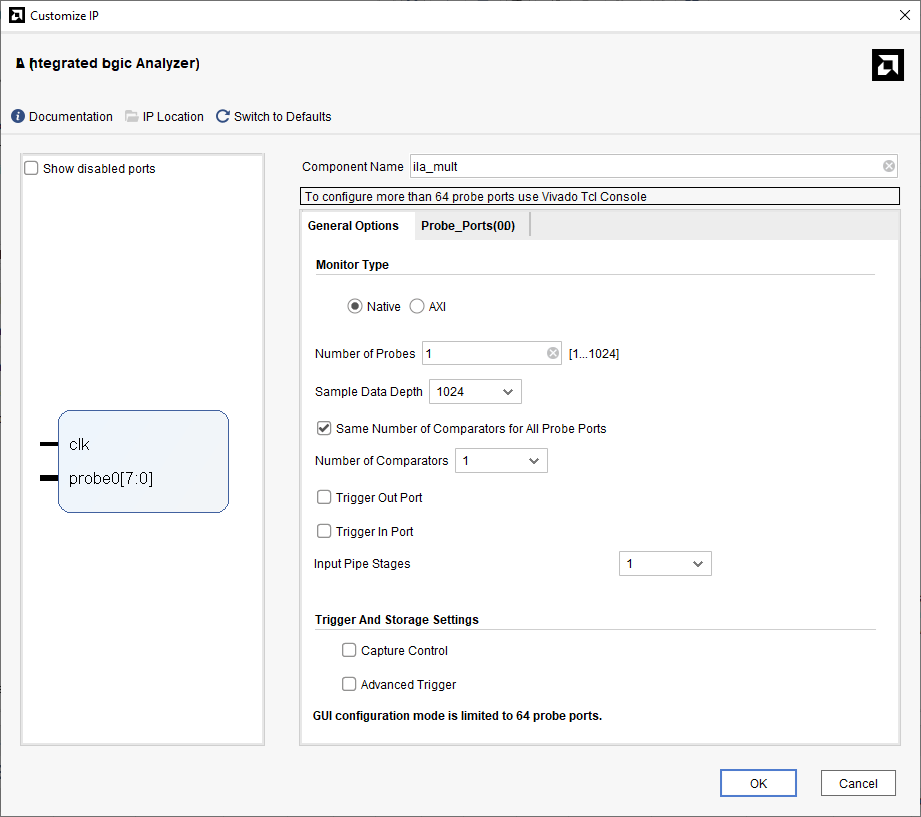 Customize IP
ntegrated bgic Analyzer)
Documentation IP Location Switch to Defaults
Show disabled ports
clk
probe0[7:0]
Component Name ila_mult
To configure more than 64 probe ports use Vivado Tcl Console
General Options Probe_Ports(0..0)
Monitor Type
Native AXI
Number of Probes 1 [1...1024]
Sample Data Depth 1024
Same Number of Comparators for All Probe Ports
Number of Comparators 1
Trigger Out Port
Trigger In Port
Input Pipe Stages 1
Trigger And Storage Settings
Capture Control
Advanced Trigger
GUI configuration mode is limited to 64 probe ports.
OK Cancel